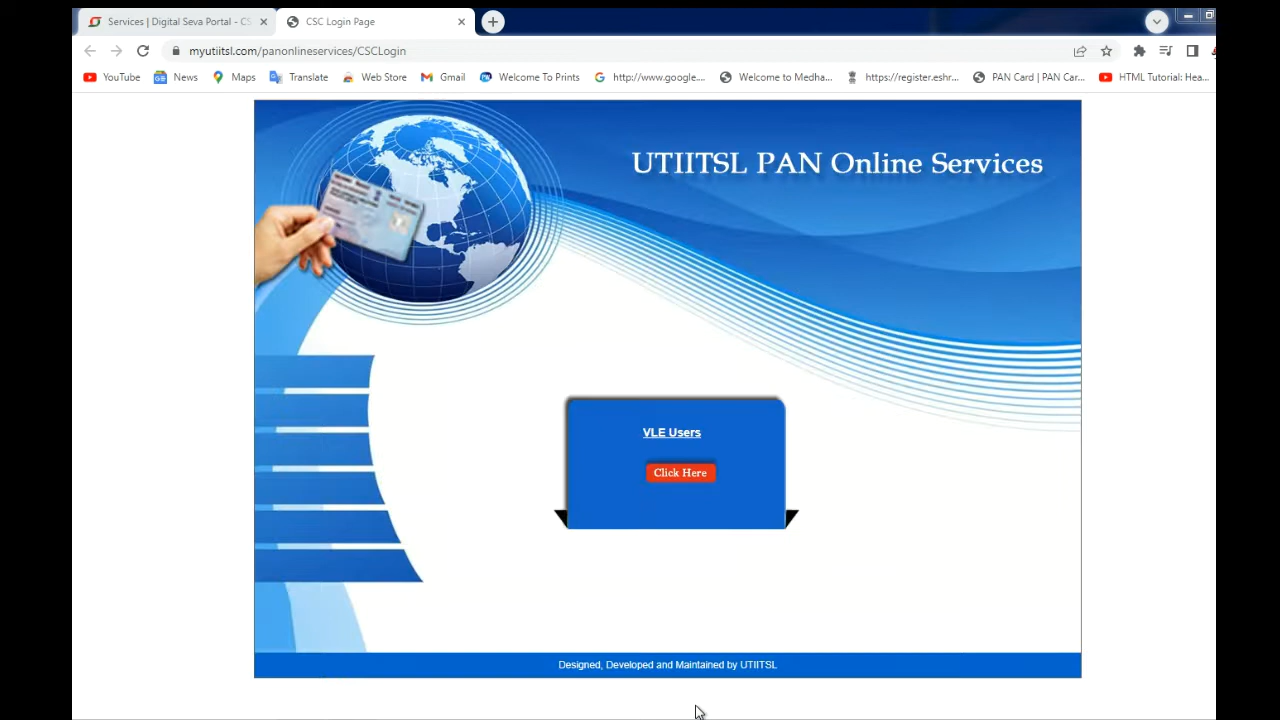 Services | Digital Seva Portal - CS
CSC Login Page
myutiitsl.com/panonlineservices/CSCLogin
YouTube
News
Maps
Translate
Web Store
Gmail
Welcome To Prints
http://www.google....
Welcome to Medha...
https://register.eshr...
PAN Card | PAN Car...
HTML Tutorial: Hea...
UTIITSL PAN Online Services
VLE Users
Click Here
Designed, Developed and Maintained by UTIITSL